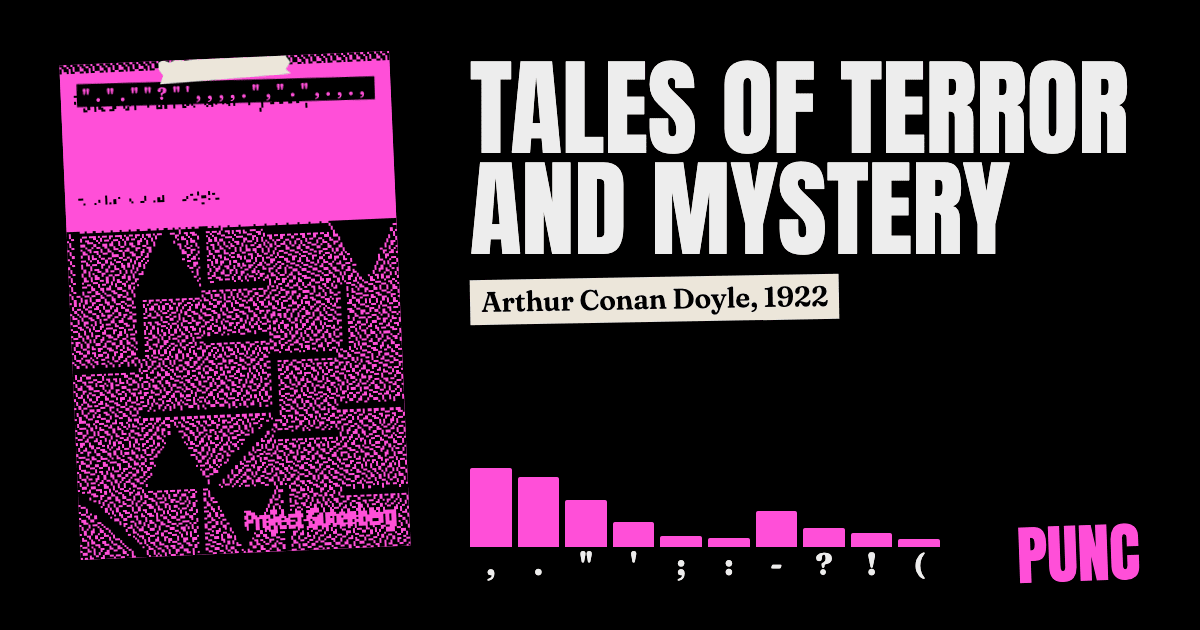 ".".""?"',,,,.",".",.,.,
Project Gutenberg
TALES OF TERROR
AND MYSTERY
Arthur Conan Doyle, 1922
, . " ' ; : - ? ! (
PUNC